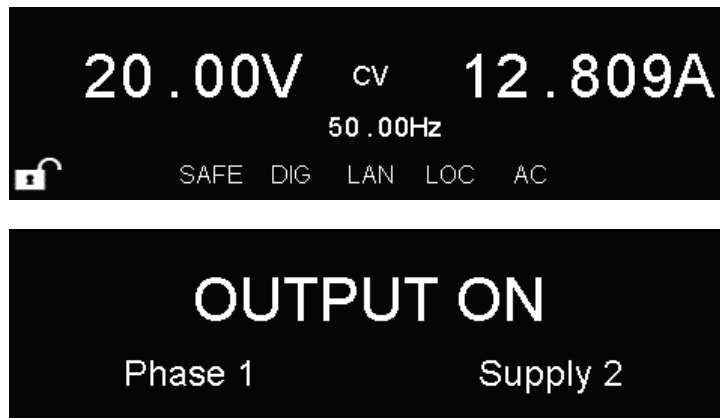 20.00V CV 12.809A
50.00Hz
SAFE DIG LAN LOC AC
OUTPUT ON
Phase 1 Supply 2